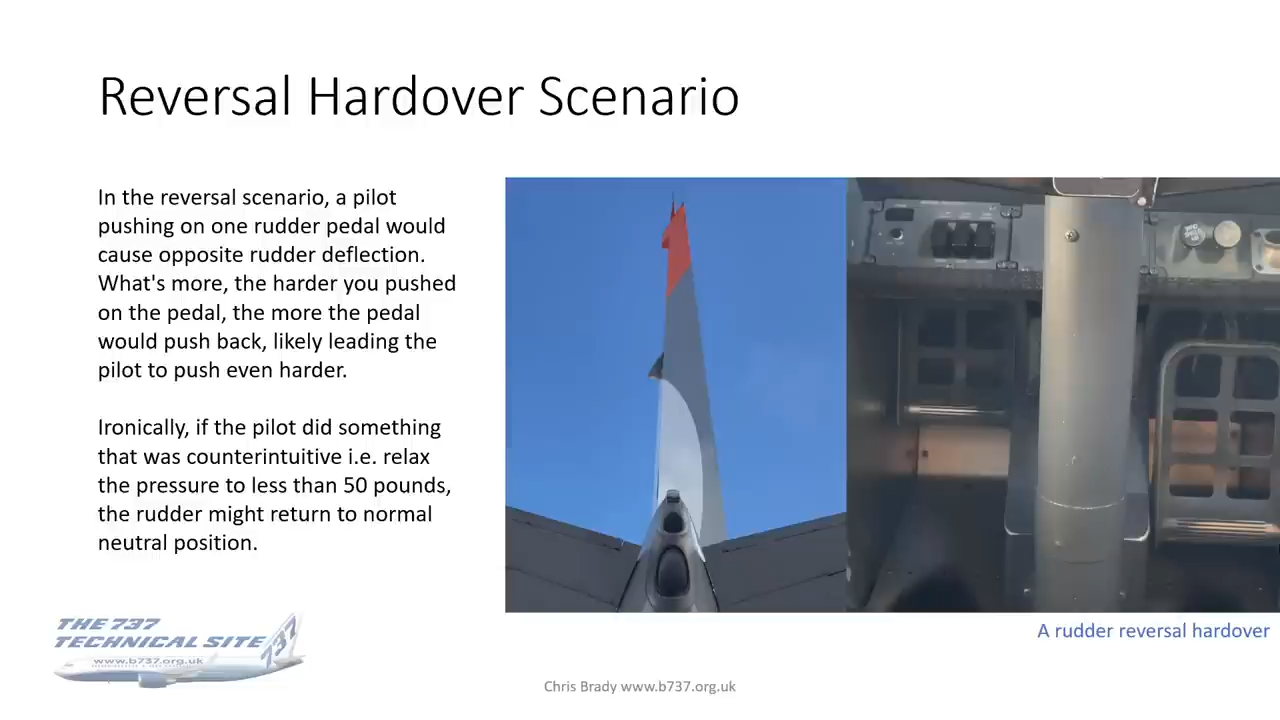 Reversal Hardover Scenario
In the reversal scenario, a pilot
pushing on one rudder pedal would
cause opposite rudder deflection.
What's more, the harder you pushed
on the pedal, the more the pedal
would push back, likely leading the
pilot to push even harder.
Ironically, if the pilot did something
that was counterintuitive i.e. relax
the pressure to less than 50 pounds,
the rudder might return to normal
neutral position.
A rudder reversal hardover
THE 737
TECHNICAL SITE
737
www.b737.org.uk
Chris Brady www.b737.org.uk